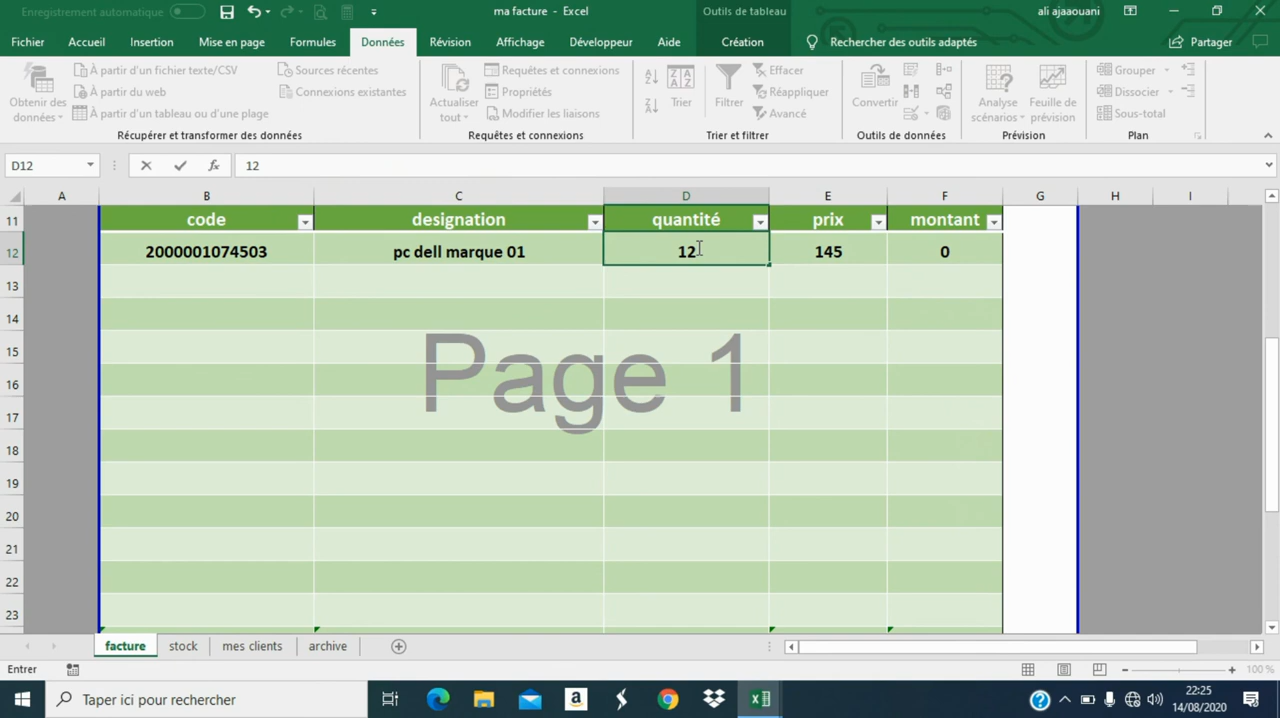 Enregistrement automatique
ma facture - Excel
Outils de tableau
ali ajaaouani
Fichier
Accueil
Insertion
Mise en page
Formules
Données
Révision
Affichage
Développeur
Aide
Création
Rechercher des outils adaptés
Partager
Obtenir des données
À partir d'un fichier texte/CSV
À partir du web
À partir d'un tableau ou d'une plage
Sources récentes
Connexions existantes
Récupérer et transformer des données
Actualiser tout
Requêtes et connexions
Propriétés
Modifier les liaisons
Requêtes et connexions
Trier
Filtrer
Effacer
Réappliquer
Avancé
Trier et filtrer
Convertir
Outils de données
Analyse scénarios
Feuille de prévision
Prévision
Grouper
Dissocier
Sous-total
Plan
D12
fx
12
A B C D E F G H I
11 code designation quantité prix montant
12 2000001074503 pc dell marque 01 12 145 0
13
14
15
16
17
18
19
20
21
22
23
Page 1
facture
stock
mes clients
archive
Entrer
100 %
Taper ici pour rechercher
22:25
14/08/2020